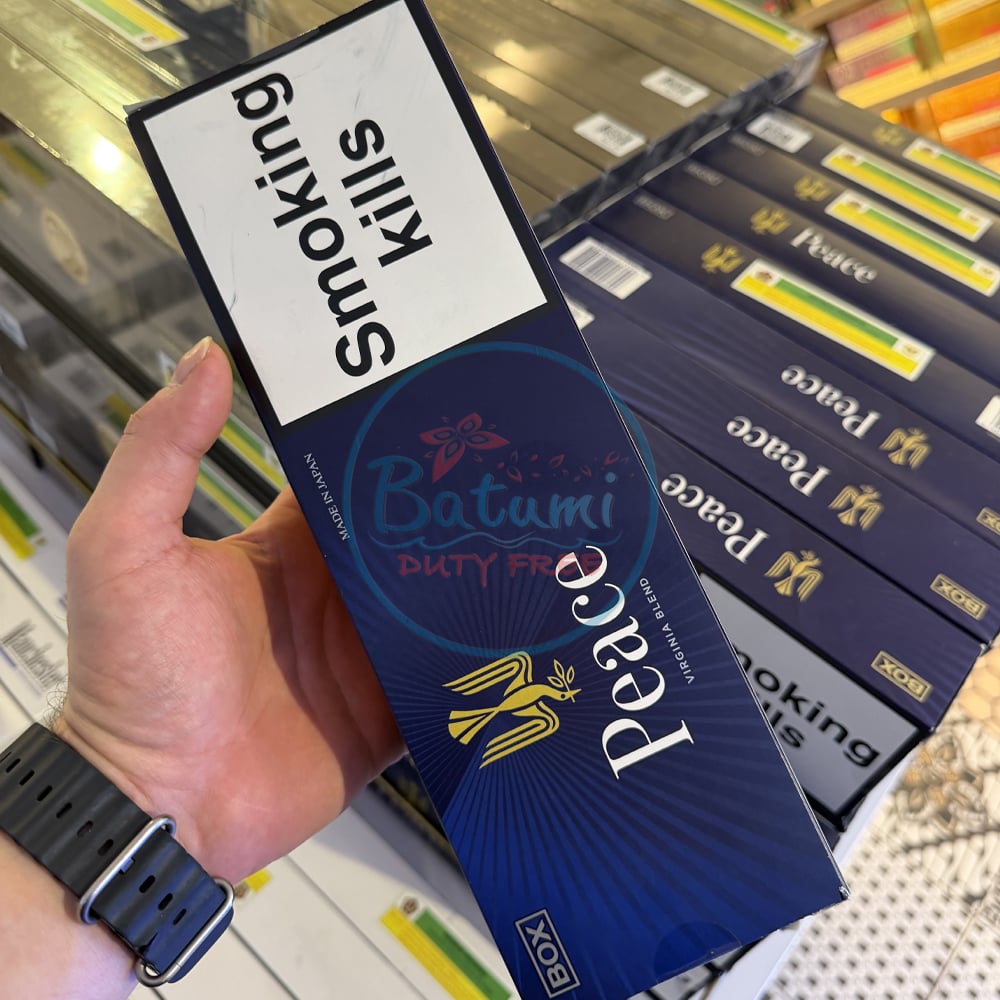 Smoking
kills
MADE IN JAPAN
Peace
VIRGINIA BLEND
BOX
Batumi
DUTY FREE
Peace
Peace
Peace
Peace
BOX
BOX